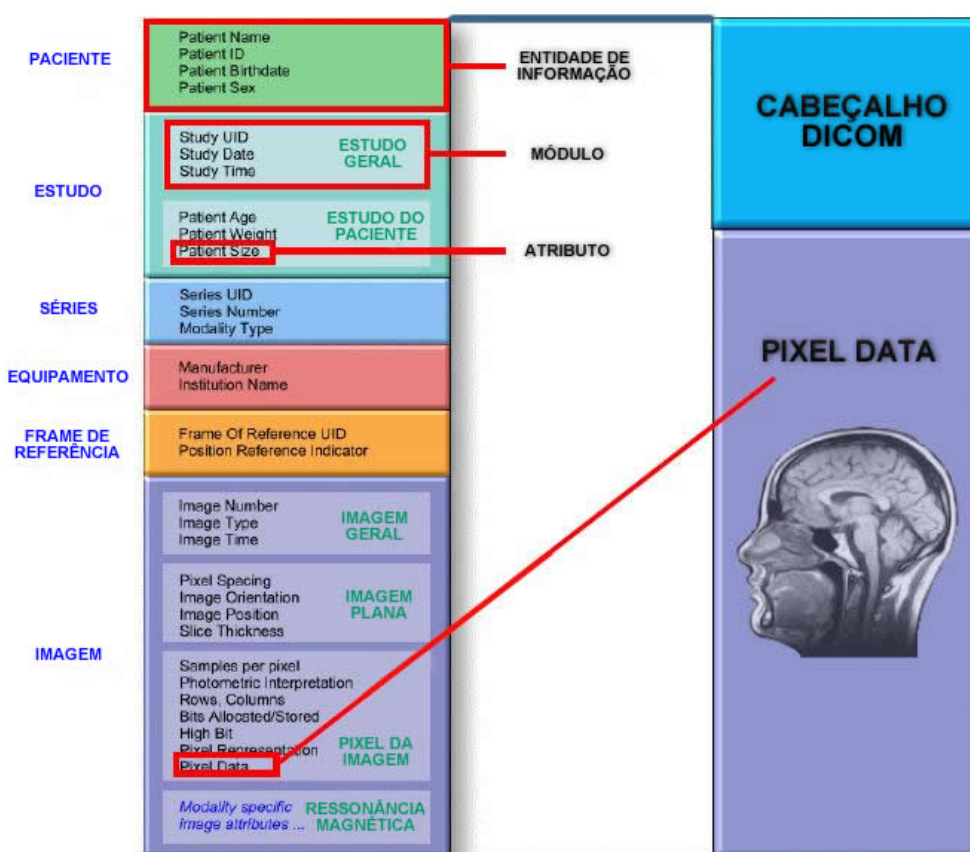 PACIENTE
Patient Name
Patient ID
Patient Birthdate
Patient Sex
ENTIDADE DE
INFORMAÇÃO
CABEÇALHO
DICOM
ESTUDO
Study UID
Study Date
Study Time
ESTUDO
GERAL
MÓDULO
Patient Age
Patient Weight
Patient Size
ESTUDO DO
PACIENTE
ATRIBUTO
SÉRIES
Series UID
Series Number
Modality Type
PIXEL DATA
EQUIPAMENTO
Manufacturer
Institution Name
FRAME DE
REFERÊNCIA
Frame Of Reference UID
Position Reference Indicator
IMAGEM
Image Number
Image Type
Image Time
IMAGEM
GERAL
Pixel Spacing
Image Orientation
Image Position
Slice Thickness
IMAGEM
PLANA
Samples per pixel
Photometric Interpretation
Rows, Columns
Bits Allocated/Stored
High Bit
Pixel Representation
Pixel Data
PIXEL DA
IMAGEM
Modality specific
image attributes ...
RESSONÂNCIA
MAGNÉTICA